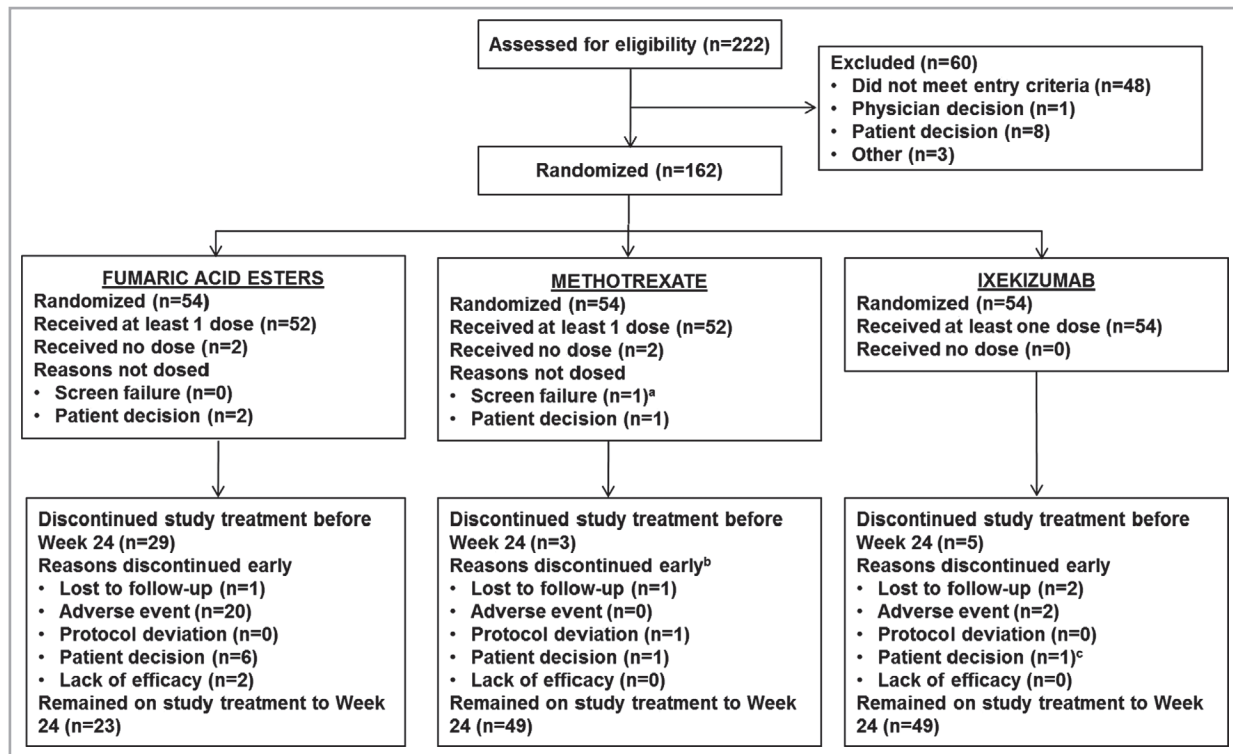 Assessed for eligibility (n=222)
Excluded (n=60)
• Did not meet entry criteria (n=48)
• Physician decision (n=1)
• Patient decision (n=8)
• Other (n=3)
Randomized (n=162)
FUMARIC ACID ESTERS
Randomized (n=54)
Received at least 1 dose (n=52)
Received no dose (n=2)
Reasons not dosed
• Screen failure (n=0)
• Patient decision (n=2)
METHOTREXATE
Randomized (n=54)
Received at least 1 dose (n=52)
Received no dose (n=2)
Reasons not dosed
• Screen failure (n=1)ᵃ
• Patient decision (n=1)
IXEKIZUMAB
Randomized (n=54)
Received at least one dose (n=54)
Received no dose (n=0)
Discontinued study treatment before
Week 24 (n=29)
Reasons discontinued early
• Lost to follow-up (n=1)
• Adverse event (n=20)
• Protocol deviation (n=0)
• Patient decision (n=6)
• Lack of efficacy (n=2)
Remained on study treatment to Week
24 (n=23)
Discontinued study treatment before
Week 24 (n=3)
Reasons discontinued earlyᵇ
• Lost to follow-up (n=1)
• Adverse event (n=0)
• Protocol deviation (n=1)
• Patient decision (n=1)
• Lack of efficacy (n=0)
Remained on study treatment to Week
24 (n=49)
Discontinued study treatment before
Week 24 (n=5)
Reasons discontinued early
• Lost to follow-up (n=2)
• Adverse event (n=2)
• Protocol deviation (n=0)
• Patient decision (n=1)ᶜ
• Lack of efficacy (n=0)
Remained on study treatment to Week
24 (n=49)